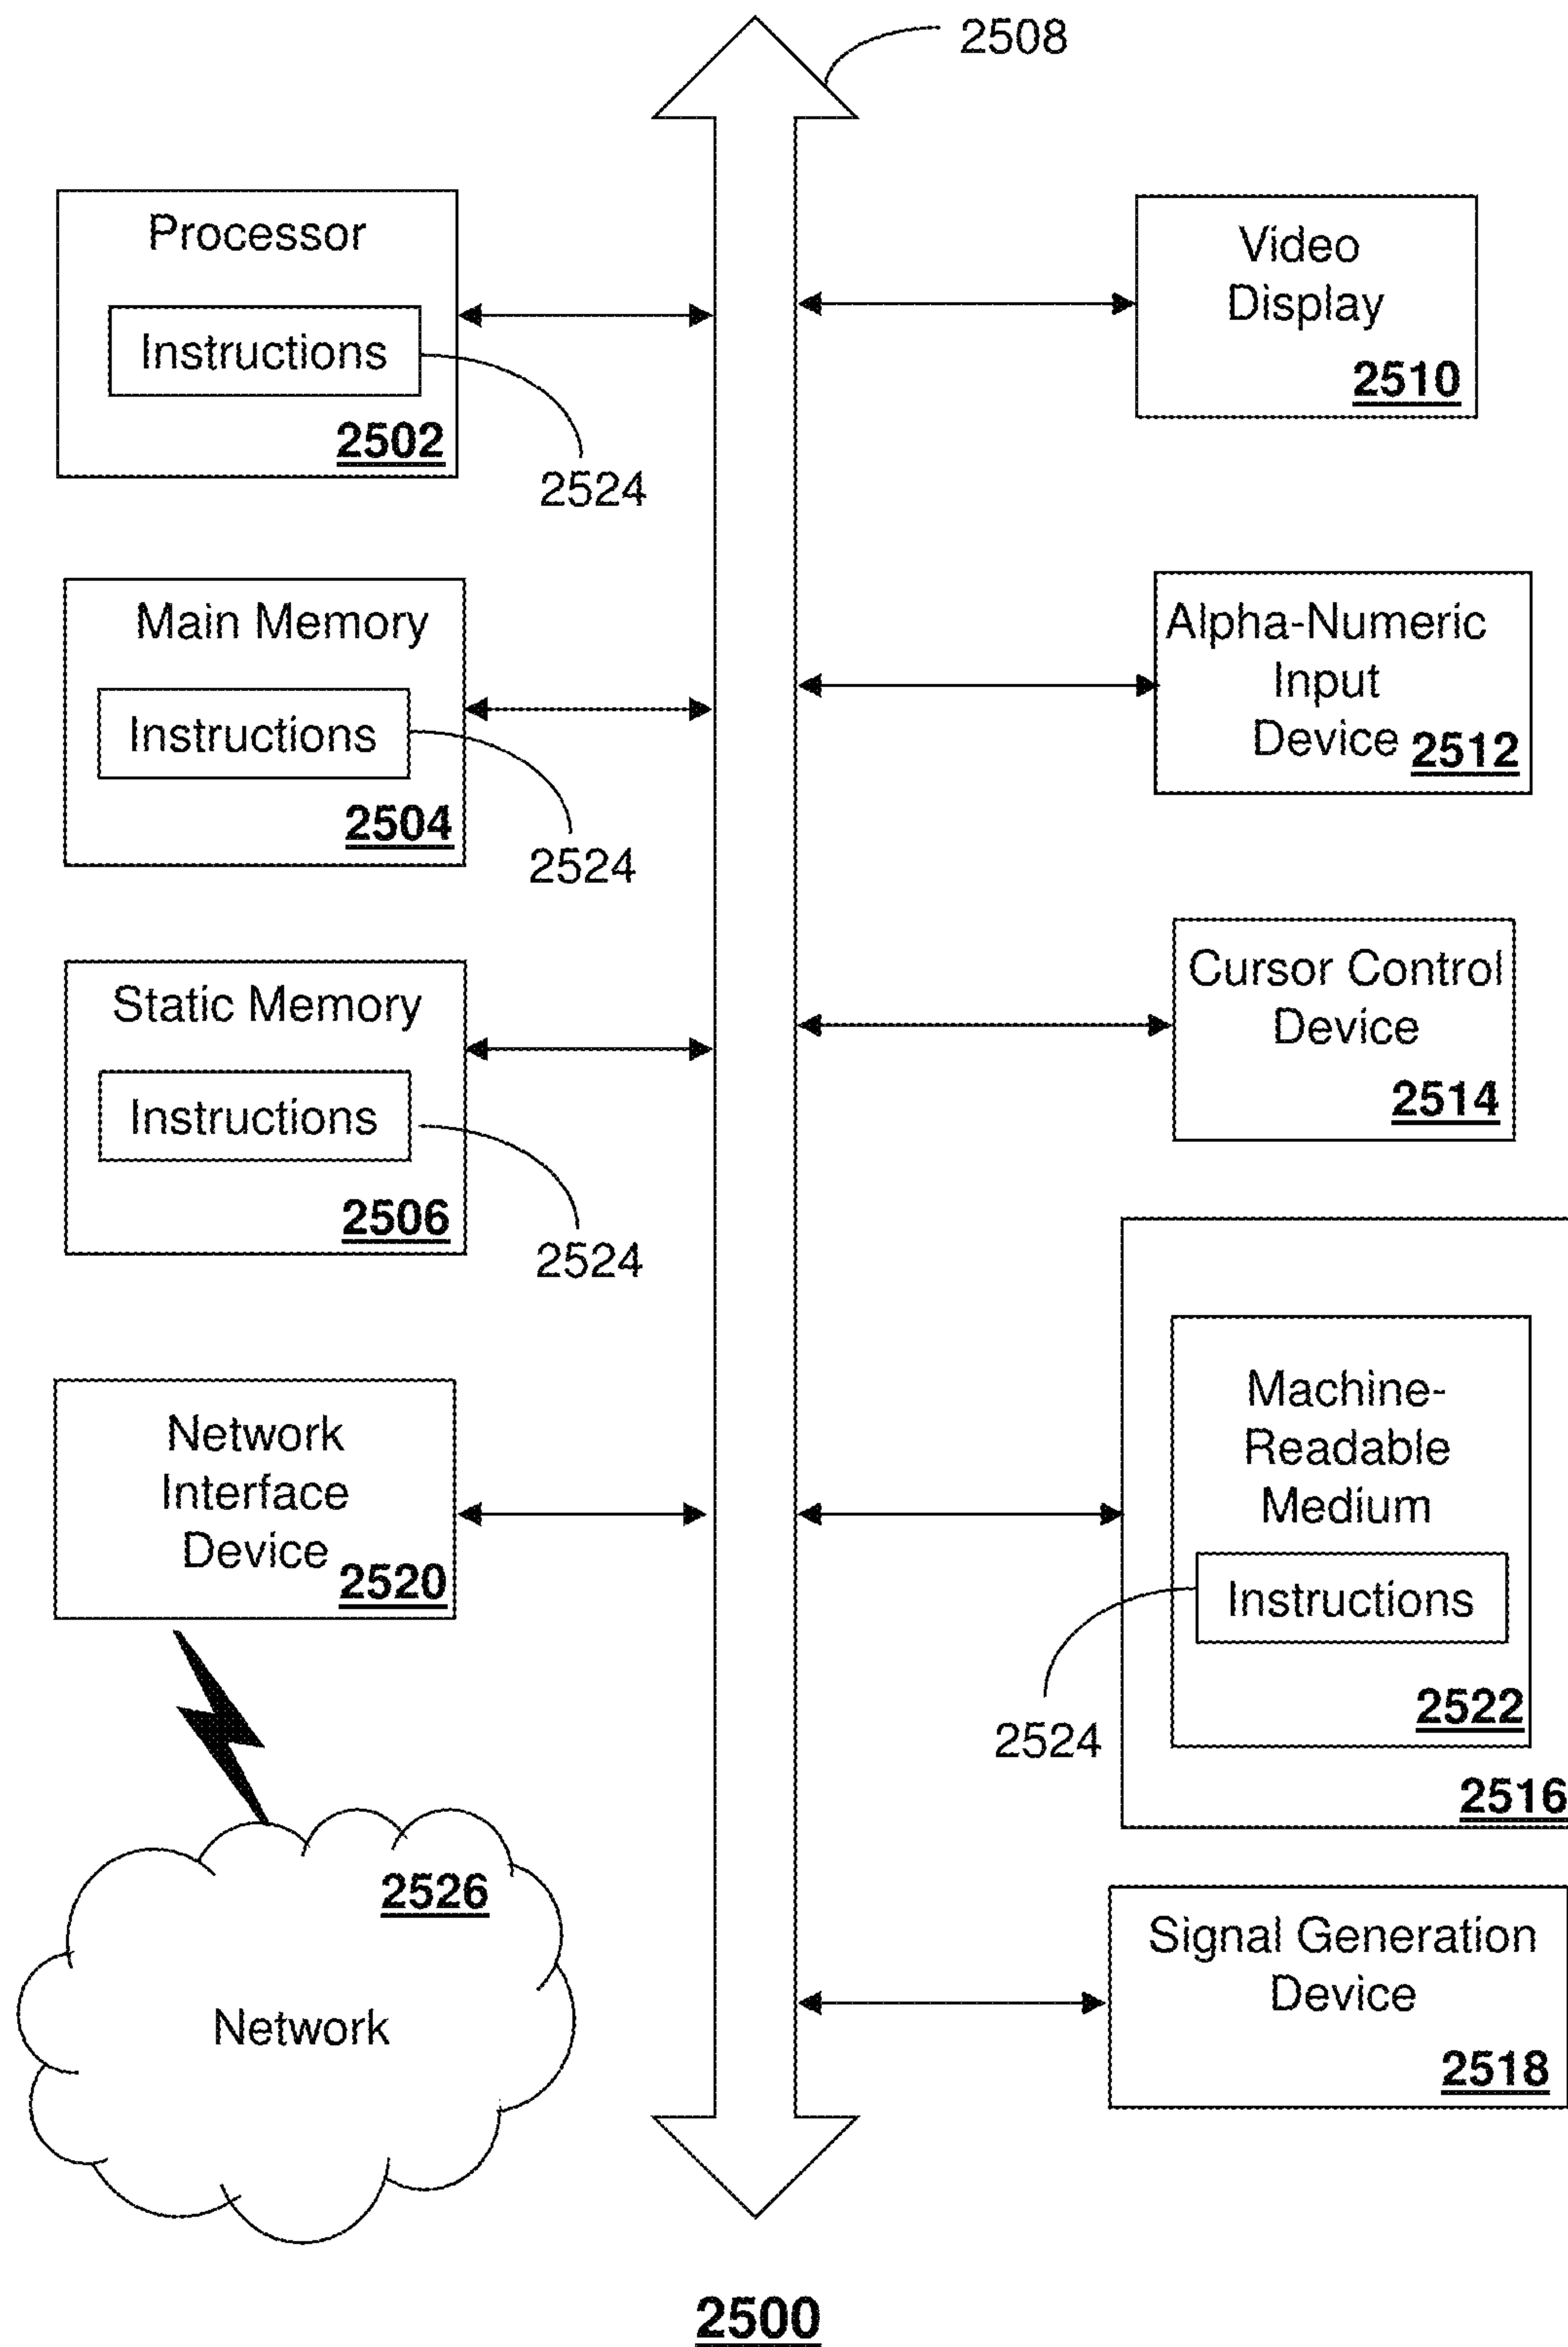 2508
Processor
Instructions
2502
2524
Video
Display
2510
Main Memory
Instructions
2504
2524
Alpha-Numeric
Input
Device 2512
Static Memory
Instructions
2506
2524
Cursor Control
Device
2514
Network
Interface
Device 2520
Machine-
Readable
Medium
Instructions
2522
2524
2516
2526
Network
Signal Generation
Device
2518
2500